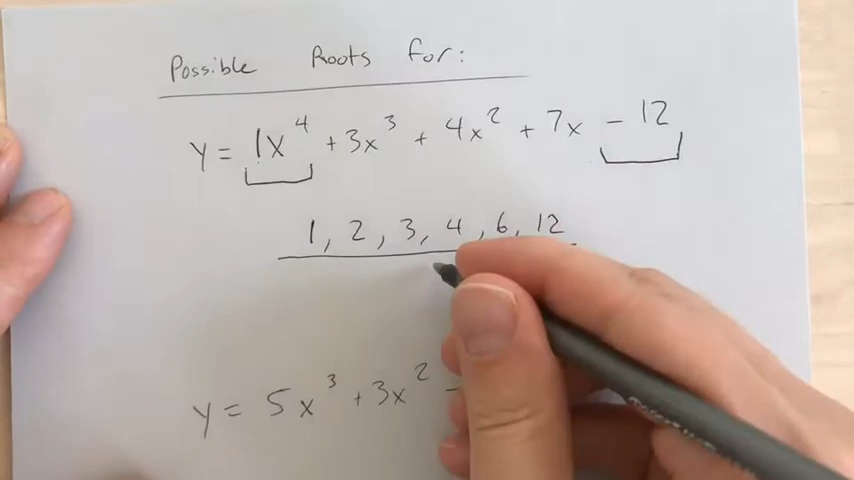 Possible Roots for:
y = 1x⁴ + 3x³ + 4x² + 7x - 12
1, 2, 3, 4, 6, 12
y = 5x³ + 3x² -